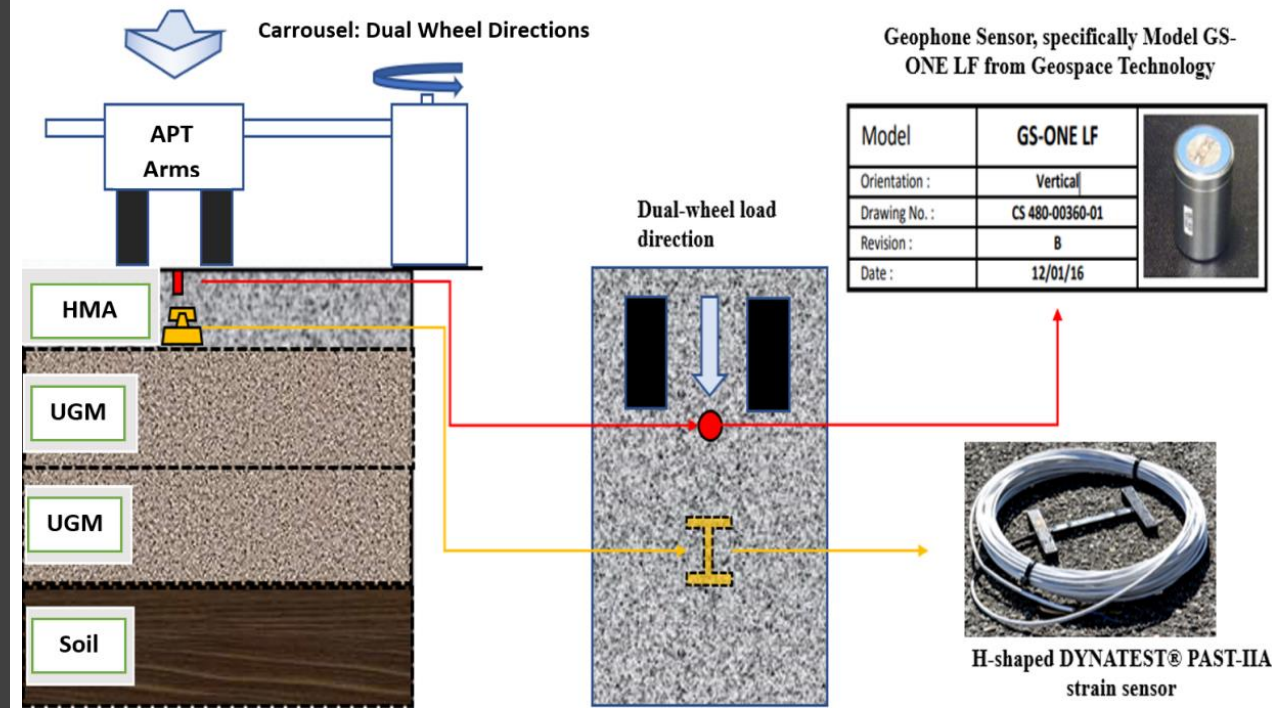 Carrousel: Dual Wheel Directions
APT
Arms
HMA
UGM
UGM
Soil
Dual-wheel load
direction
Geophone Sensor, specifically Model GS-
ONE LF from Geospace Technology
Model GS-ONE LF
Orientation : Vertical
Drawing No. : CS 480-00360-01
Revision : B
Date : 12/01/16
H-shaped DYNATEST® PAST-IIA
strain sensor